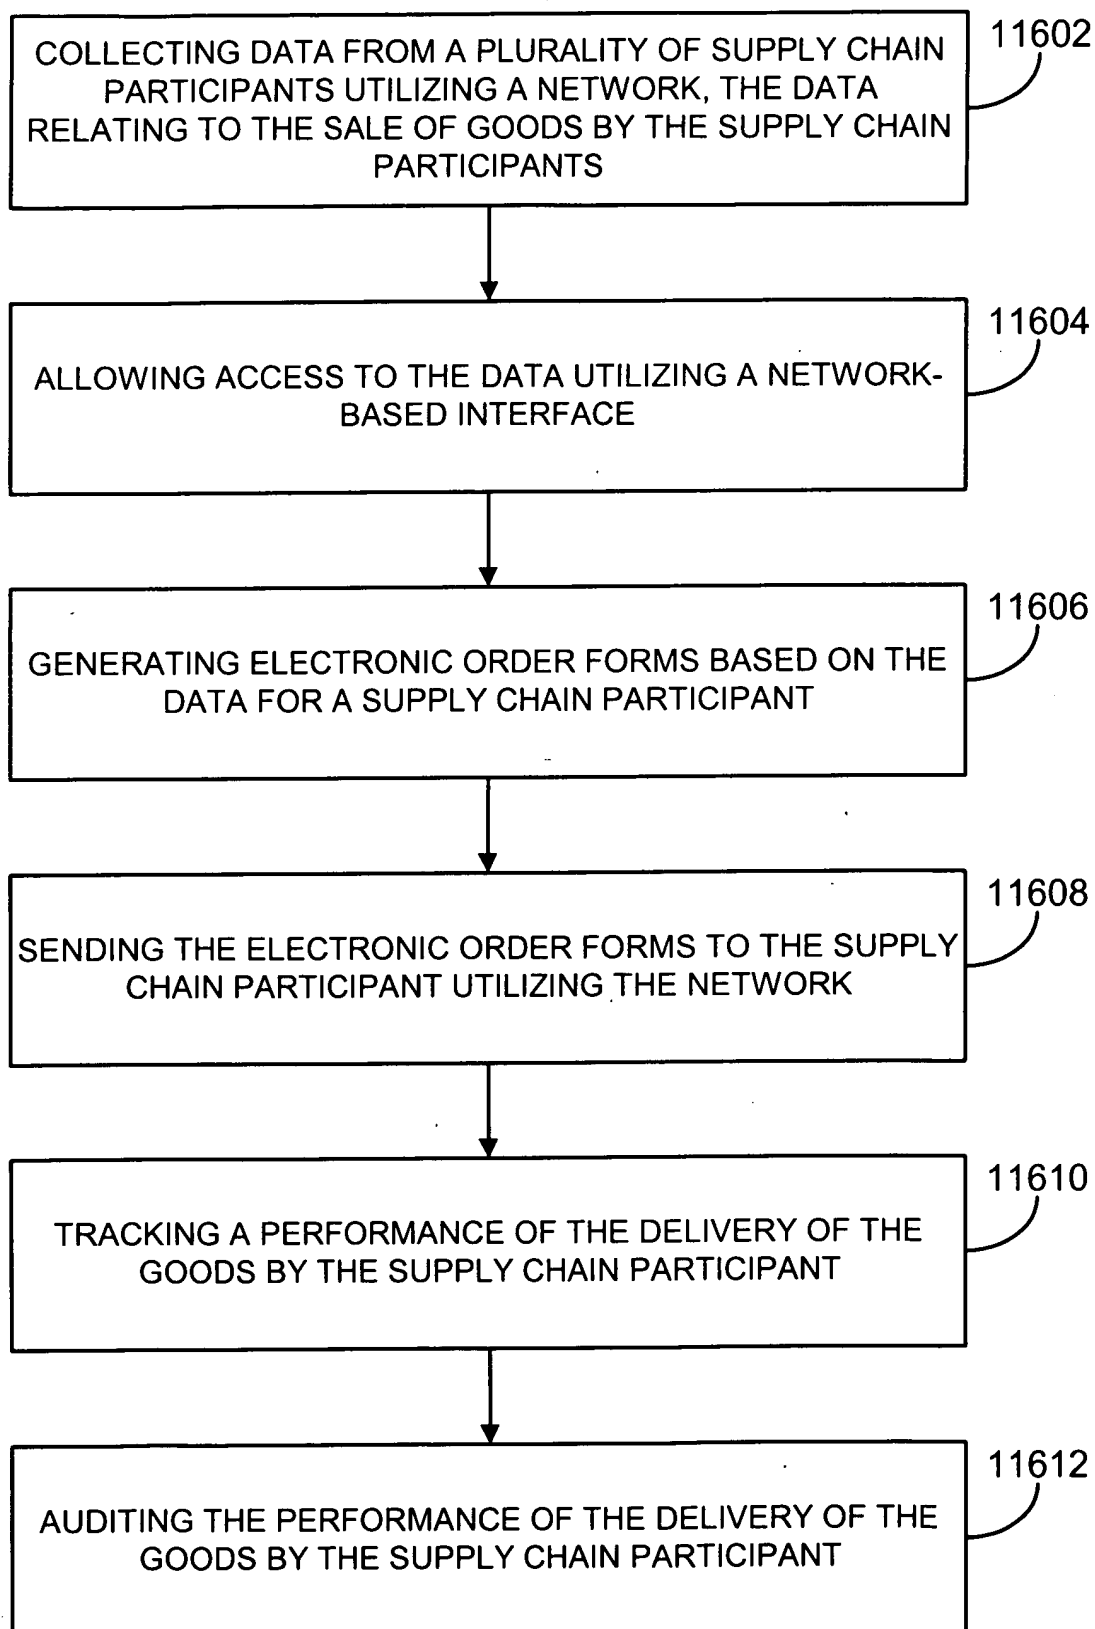 11602
COLLECTING DATA FROM A PLURALITY OF SUPPLY CHAIN
PARTICIPANTS UTILIZING A NETWORK, THE DATA
RELATING TO THE SALE OF GOODS BY THE SUPPLY CHAIN
PARTICIPANTS
11604
ALLOWING ACCESS TO THE DATA UTILIZING A NETWORK-
BASED INTERFACE
11606
GENERATING ELECTRONIC ORDER FORMS BASED ON THE
DATA FOR A SUPPLY CHAIN PARTICIPANT
11608
SENDING THE ELECTRONIC ORDER FORMS TO THE SUPPLY
CHAIN PARTICIPANT UTILIZING THE NETWORK
11610
TRACKING A PERFORMANCE OF THE DELIVERY OF THE
GOODS BY THE SUPPLY CHAIN PARTICIPANT
11612
AUDITING THE PERFORMANCE OF THE DELIVERY OF THE
GOODS BY THE SUPPLY CHAIN PARTICIPANT